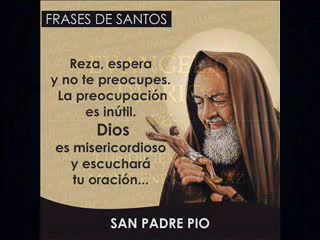 FRASES DE SANTOS
Reza, espera
y no te preocupes.
La preocupación
es inútil.
Dios
es misericordioso
y escuchará
tu oración...
SAN PADRE PIO